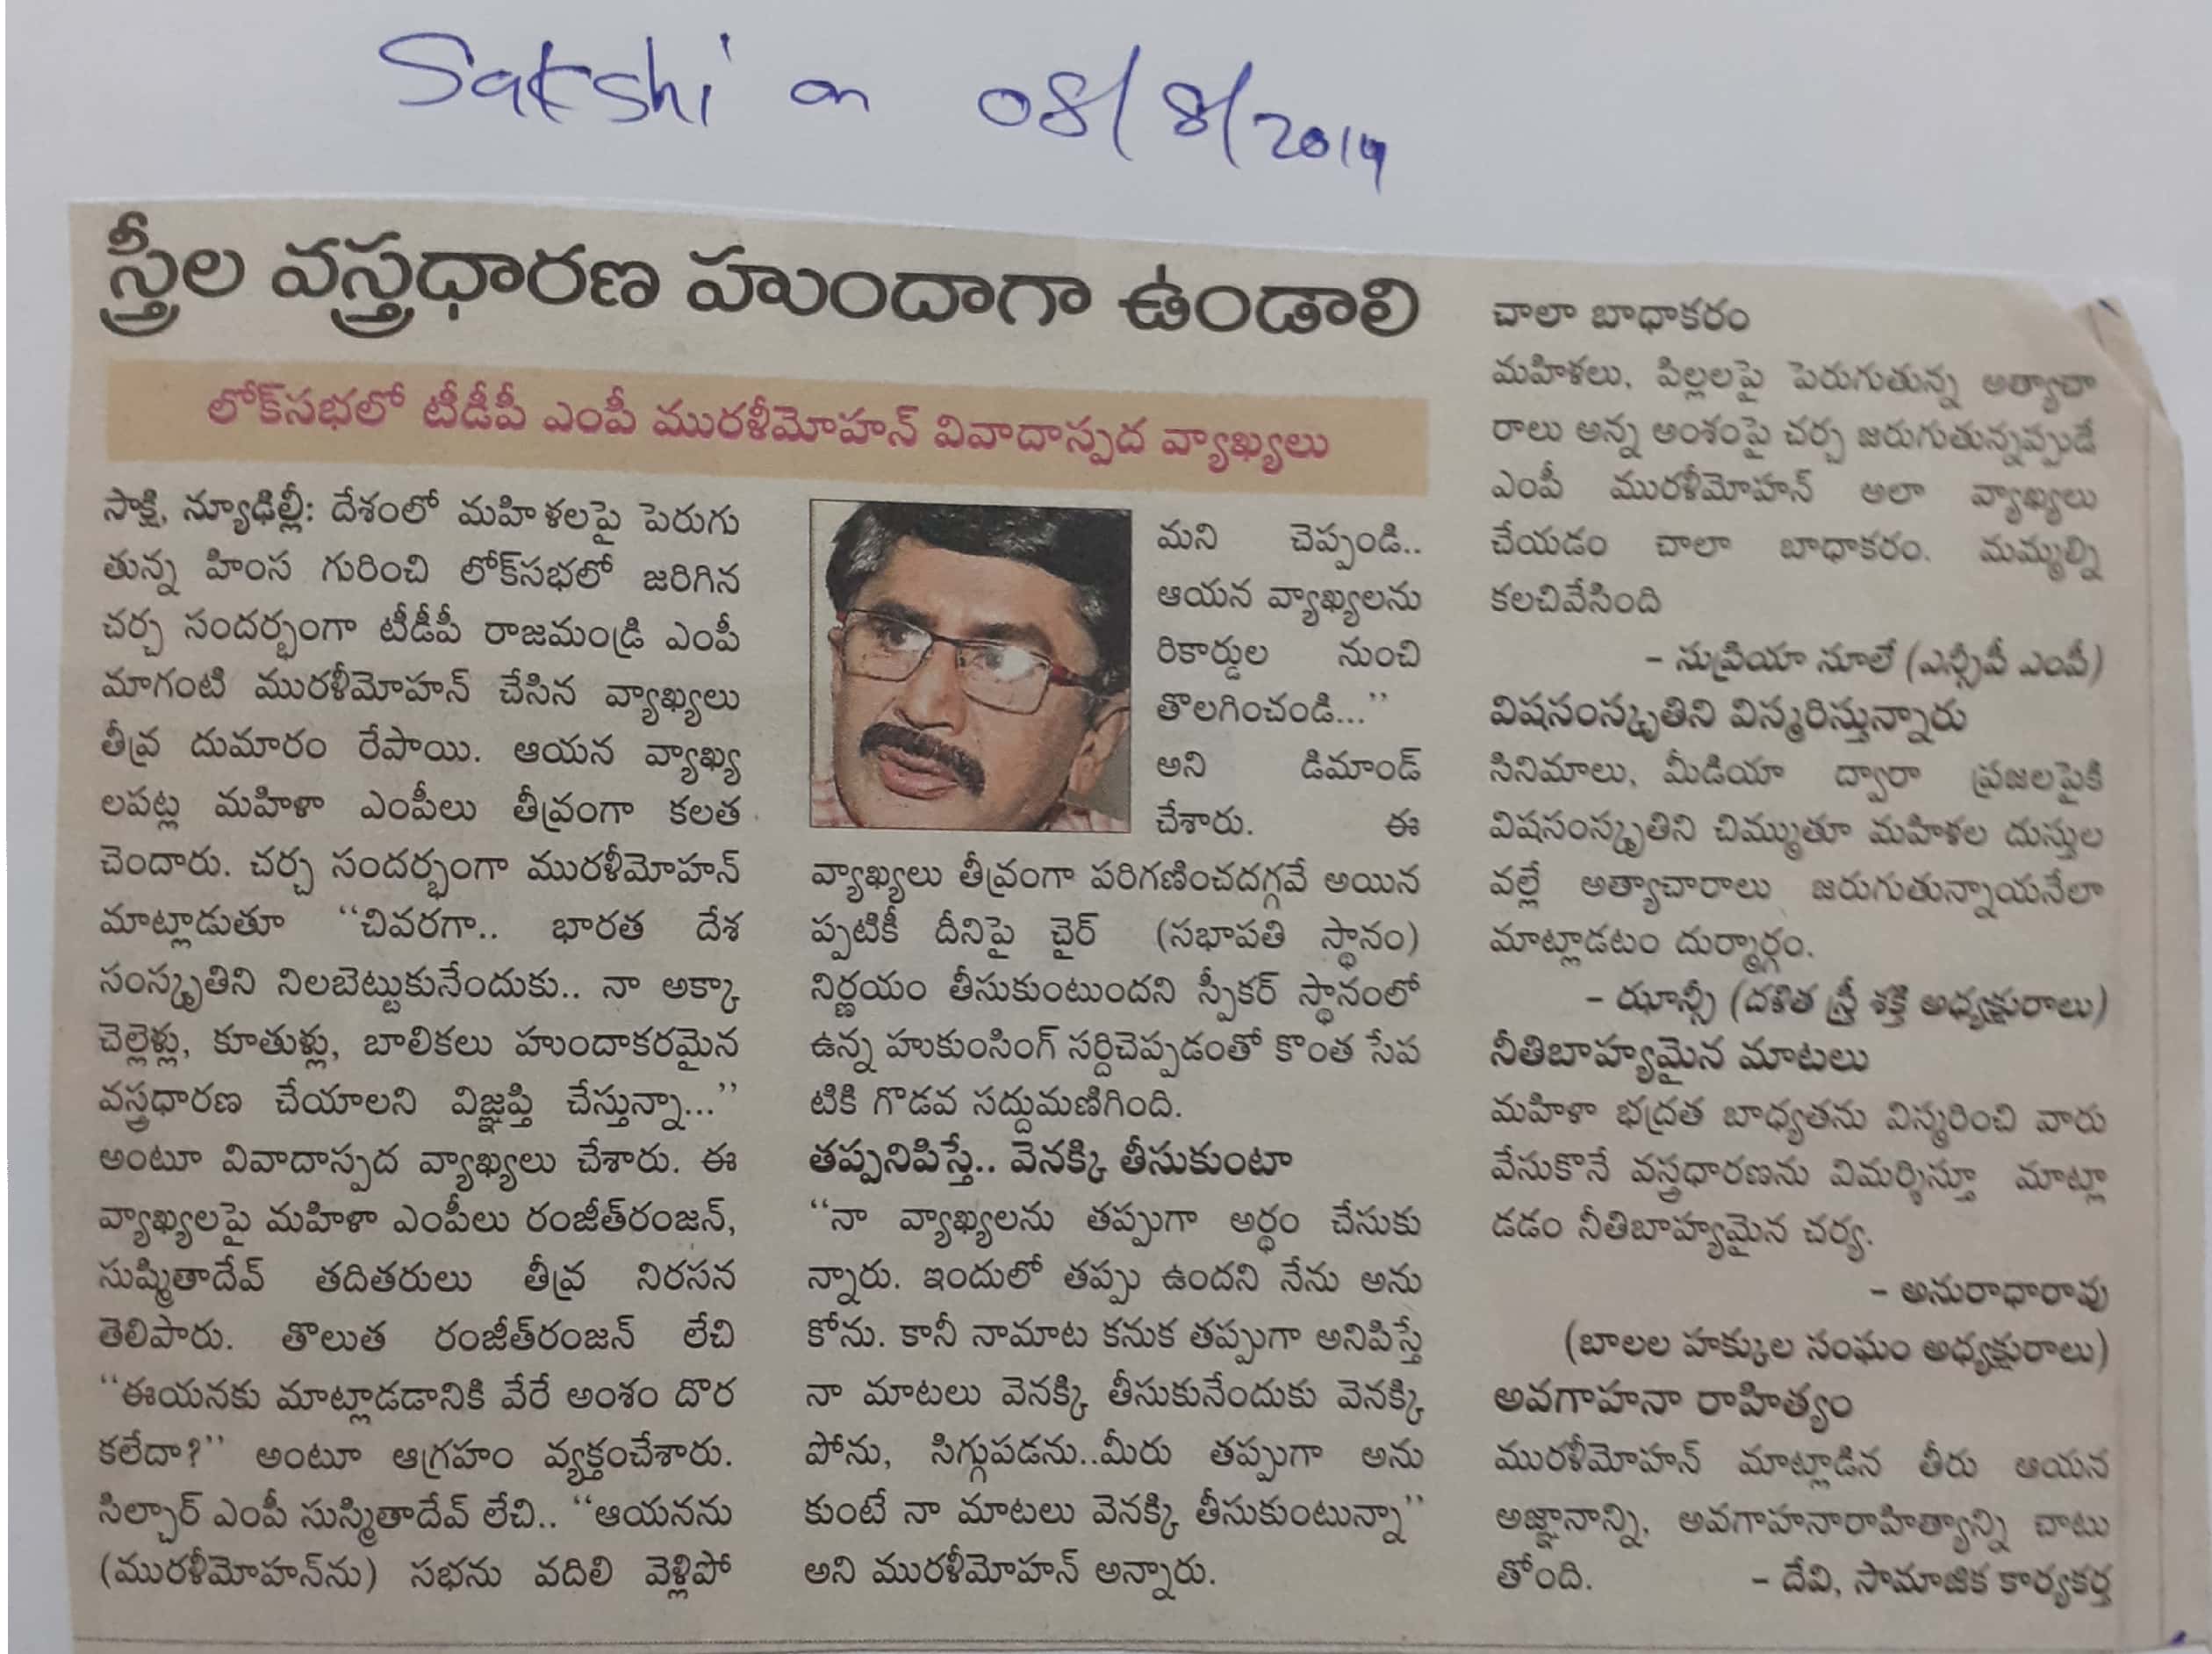 Sakshi on 08/8/2014
స్త్రీల వస్త్రధారణ హుందాగా ఉండాలి
లోక్‌సభలో టీడీపీ ఎంపీ మురళీమోహన్ వివాదాస్పద వ్యాఖ్యలు
సాక్షి, న్యూఢిల్లీ: దేశంలో మహిళలపై పెరుగు
తున్న హింస గురించి లోక్‌సభలో జరిగిన
చర్చ సందర్భంగా టీడీపీ రాజమండ్రి ఎంపీ
మాగంటి మురళీమోహన్ చేసిన వ్యాఖ్యలు
తీవ్ర దుమారం రేపాయి. ఆయన వ్యాఖ్య
లపట్ల మహిళా ఎంపీలు తీవ్రంగా కలత
చెందారు. చర్చ సందర్భంగా మురళీమోహన్
మాట్లాడుతూ ‘‘చివరగా.. భారత దేశ
సంస్కృతిని నిలబెట్టుకునేందుకు.. నా అక్కా
చెల్లెళ్లు, కూతుళ్లు, బాలికలు హుందాకరమైన
వస్త్రధారణ చేయాలని విజ్ఞప్తి చేస్తున్నా...’’
అంటూ వివాదాస్పద వ్యాఖ్యలు చేశారు. ఈ
వ్యాఖ్యలపై మహిళా ఎంపీలు రంజీత్‌రంజన్,
సుష్మితాదేవ్ తదితరులు తీవ్ర నిరసన
తెలిపారు. తొలుత రంజీత్‌రంజన్ లేచి
‘‘ఈయనకు మాట్లాడడానికి వేరే అంశం దొర
కలేదా?’’ అంటూ ఆగ్రహం వ్యక్తంచేశారు.
సిల్చార్ ఎంపీ సుస్మితాదేవ్ లేచి.. ‘‘ఆయనను
(మురళీమోహన్‌ను) సభను వదిలి వెళ్లిపో
మని చెప్పండి..
ఆయన వ్యాఖ్యలను
రికార్డుల నుంచి
తొలగించండి...’’
అని డిమాండ్
చేశారు. ఈ
వ్యాఖ్యలు తీవ్రంగా పరిగణించదగ్గవే అయిన
ప్పటికీ దీనిపై చైర్ (సభాపతి స్థానం)
నిర్ణయం తీసుకుంటుందని స్పీకర్ స్థానంలో
ఉన్న హుకుంసింగ్ సర్దిచెప్పడంతో కొంత సేప
టికి గొడవ సద్దుమణిగింది.
తప్పనిపిస్తే.. వెనక్కి తీసుకుంటా
‘‘నా వ్యాఖ్యలను తప్పుగా అర్థం చేసుకు
న్నారు. ఇందులో తప్పు ఉందని నేను అను
కోను. కానీ నామాట కనుక తప్పుగా అనిపిస్తే
నా మాటలు వెనక్కి తీసుకునేందుకు వెనక్కి
పోను, సిగ్గుపడను..మీరు తప్పుగా అను
కుంటే నా మాటలు వెనక్కి తీసుకుంటున్నా’’
అని మురళీమోహన్ అన్నారు.
చాలా బాధాకరం
మహిళలు, పిల్లలపై పెరుగుతున్న అత్యాచా
రాలు అన్న అంశంపై చర్చ జరుగుతున్నప్పుడే
ఎంపీ మురళీమోహన్ అలా వ్యాఖ్యలు
చేయడం చాలా బాధాకరం. మమ్మల్ని
కలచివేసింది
- సుప్రియా సూలే (ఎన్సీపీ ఎంపీ)
విషసంస్కృతిని విస్మరిస్తున్నారు
సినిమాలు, మీడియా ద్వారా ప్రజలపైకి
విషసంస్కృతిని చిమ్ముతూ మహిళల దుస్తుల
వల్లే అత్యాచారాలు జరుగుతున్నాయనేలా
మాట్లాడటం దుర్మార్గం.
- ఝాన్సీ (దళిత స్త్రీ శక్తి అధ్యక్షురాలు)
నీతిబాహ్యమైన మాటలు
మహిళా భద్రత బాధ్యతను విస్మరించి వారు
వేసుకొనే వస్త్రధారణను విమర్శిస్తూ మాట్లా
డడం నీతిబాహ్యమైన చర్య.
- అనురాధారావు
(బాలల హక్కుల సంఘం అధ్యక్షురాలు)
అవగాహనా రాహిత్యం
మురళీమోహన్ మాట్లాడిన తీరు ఆయన
అజ్ఞానాన్ని, అవగాహనారాహిత్యాన్ని చాటు
తోంది. - దేవి, సామాజిక కార్యకర్త